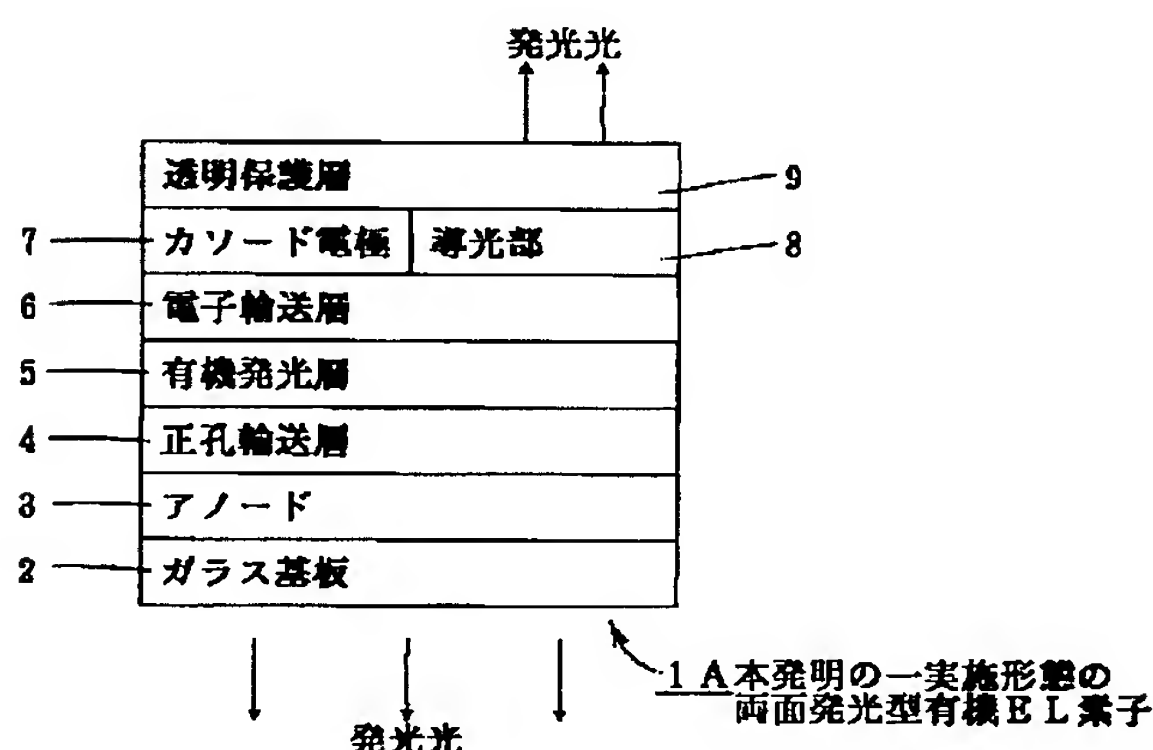 発光光
透明保護層
9
7
カソード電極
導光部
8
6
電子輸送層
5
有機発光層
4
正孔輸送層
3
アノード
2
ガラス基板
1A本発明の一実施形態の
両面発光型有機EL素子
発光光